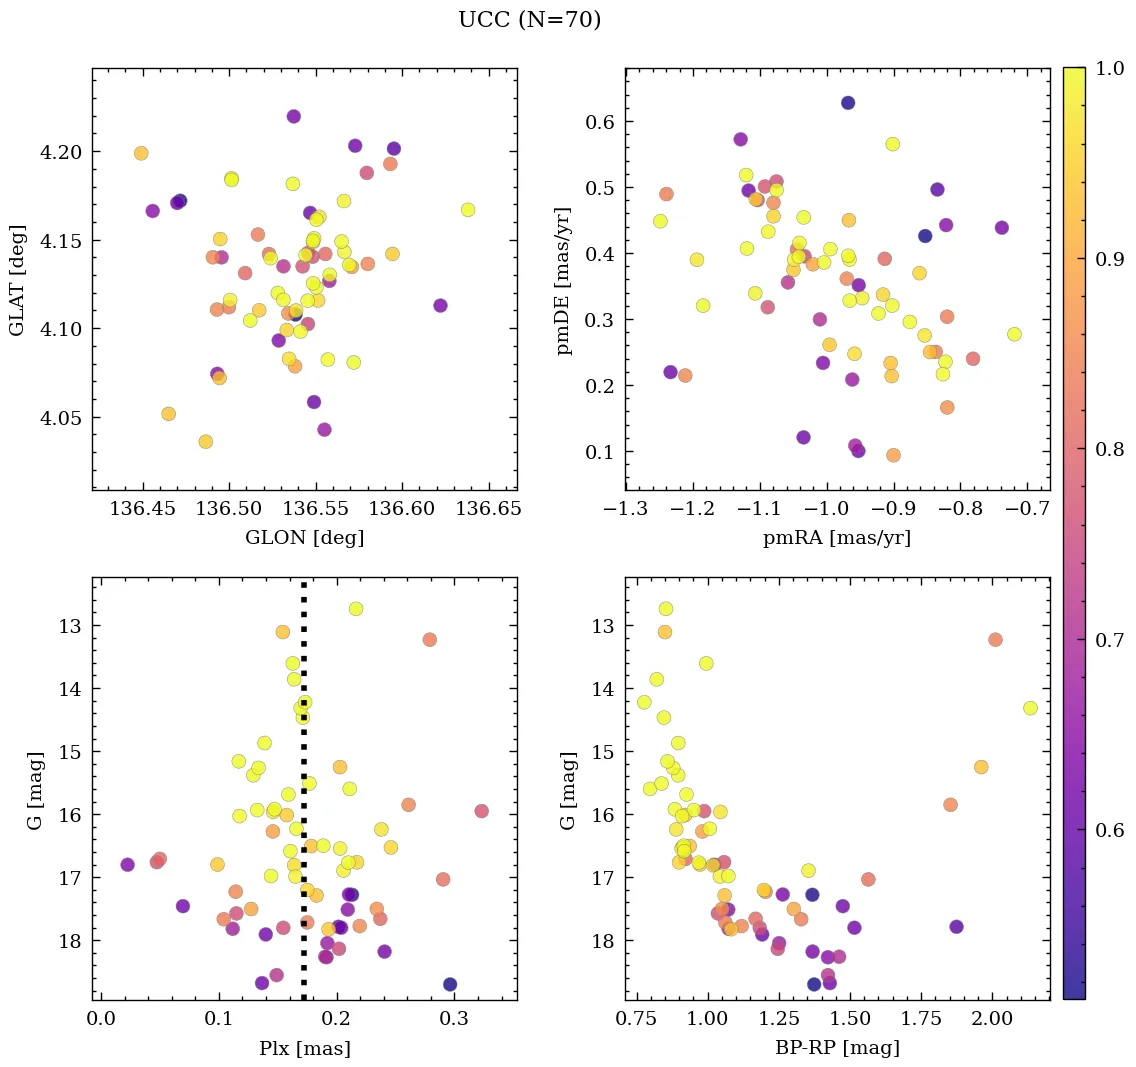 UCC (N=70)
4.20
4.15
4.10
4.05
GLAT [deg]
136.45 136.50 136.55 136.60 136.65
GLON [deg]
0.6
0.5
0.4
0.3
0.2
0.1
pmDE [mas/yr]
−1.3 −1.2 −1.1 −1.0 −0.9 −0.8 −0.7
pmRA [mas/yr]
1.0
0.9
0.8
0.7
0.6
13
14
15
16
17
18
G [mag]
0.0 0.1 0.2 0.3
Plx [mas]
13
14
15
16
17
18
G [mag]
0.75 1.00 1.25 1.50 1.75 2.00
BP-RP [mag]